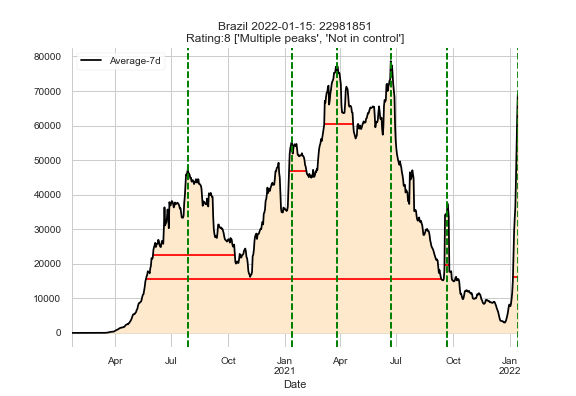 Brazil 2022-01-15: 22981851
Rating:8 ['Multiple peaks', 'Not in control']
Average-7d
80000
70000
60000
50000
40000
30000
20000
10000
0
Apr Jul Oct Jan Apr Jul Oct Jan
2021 2022
Date